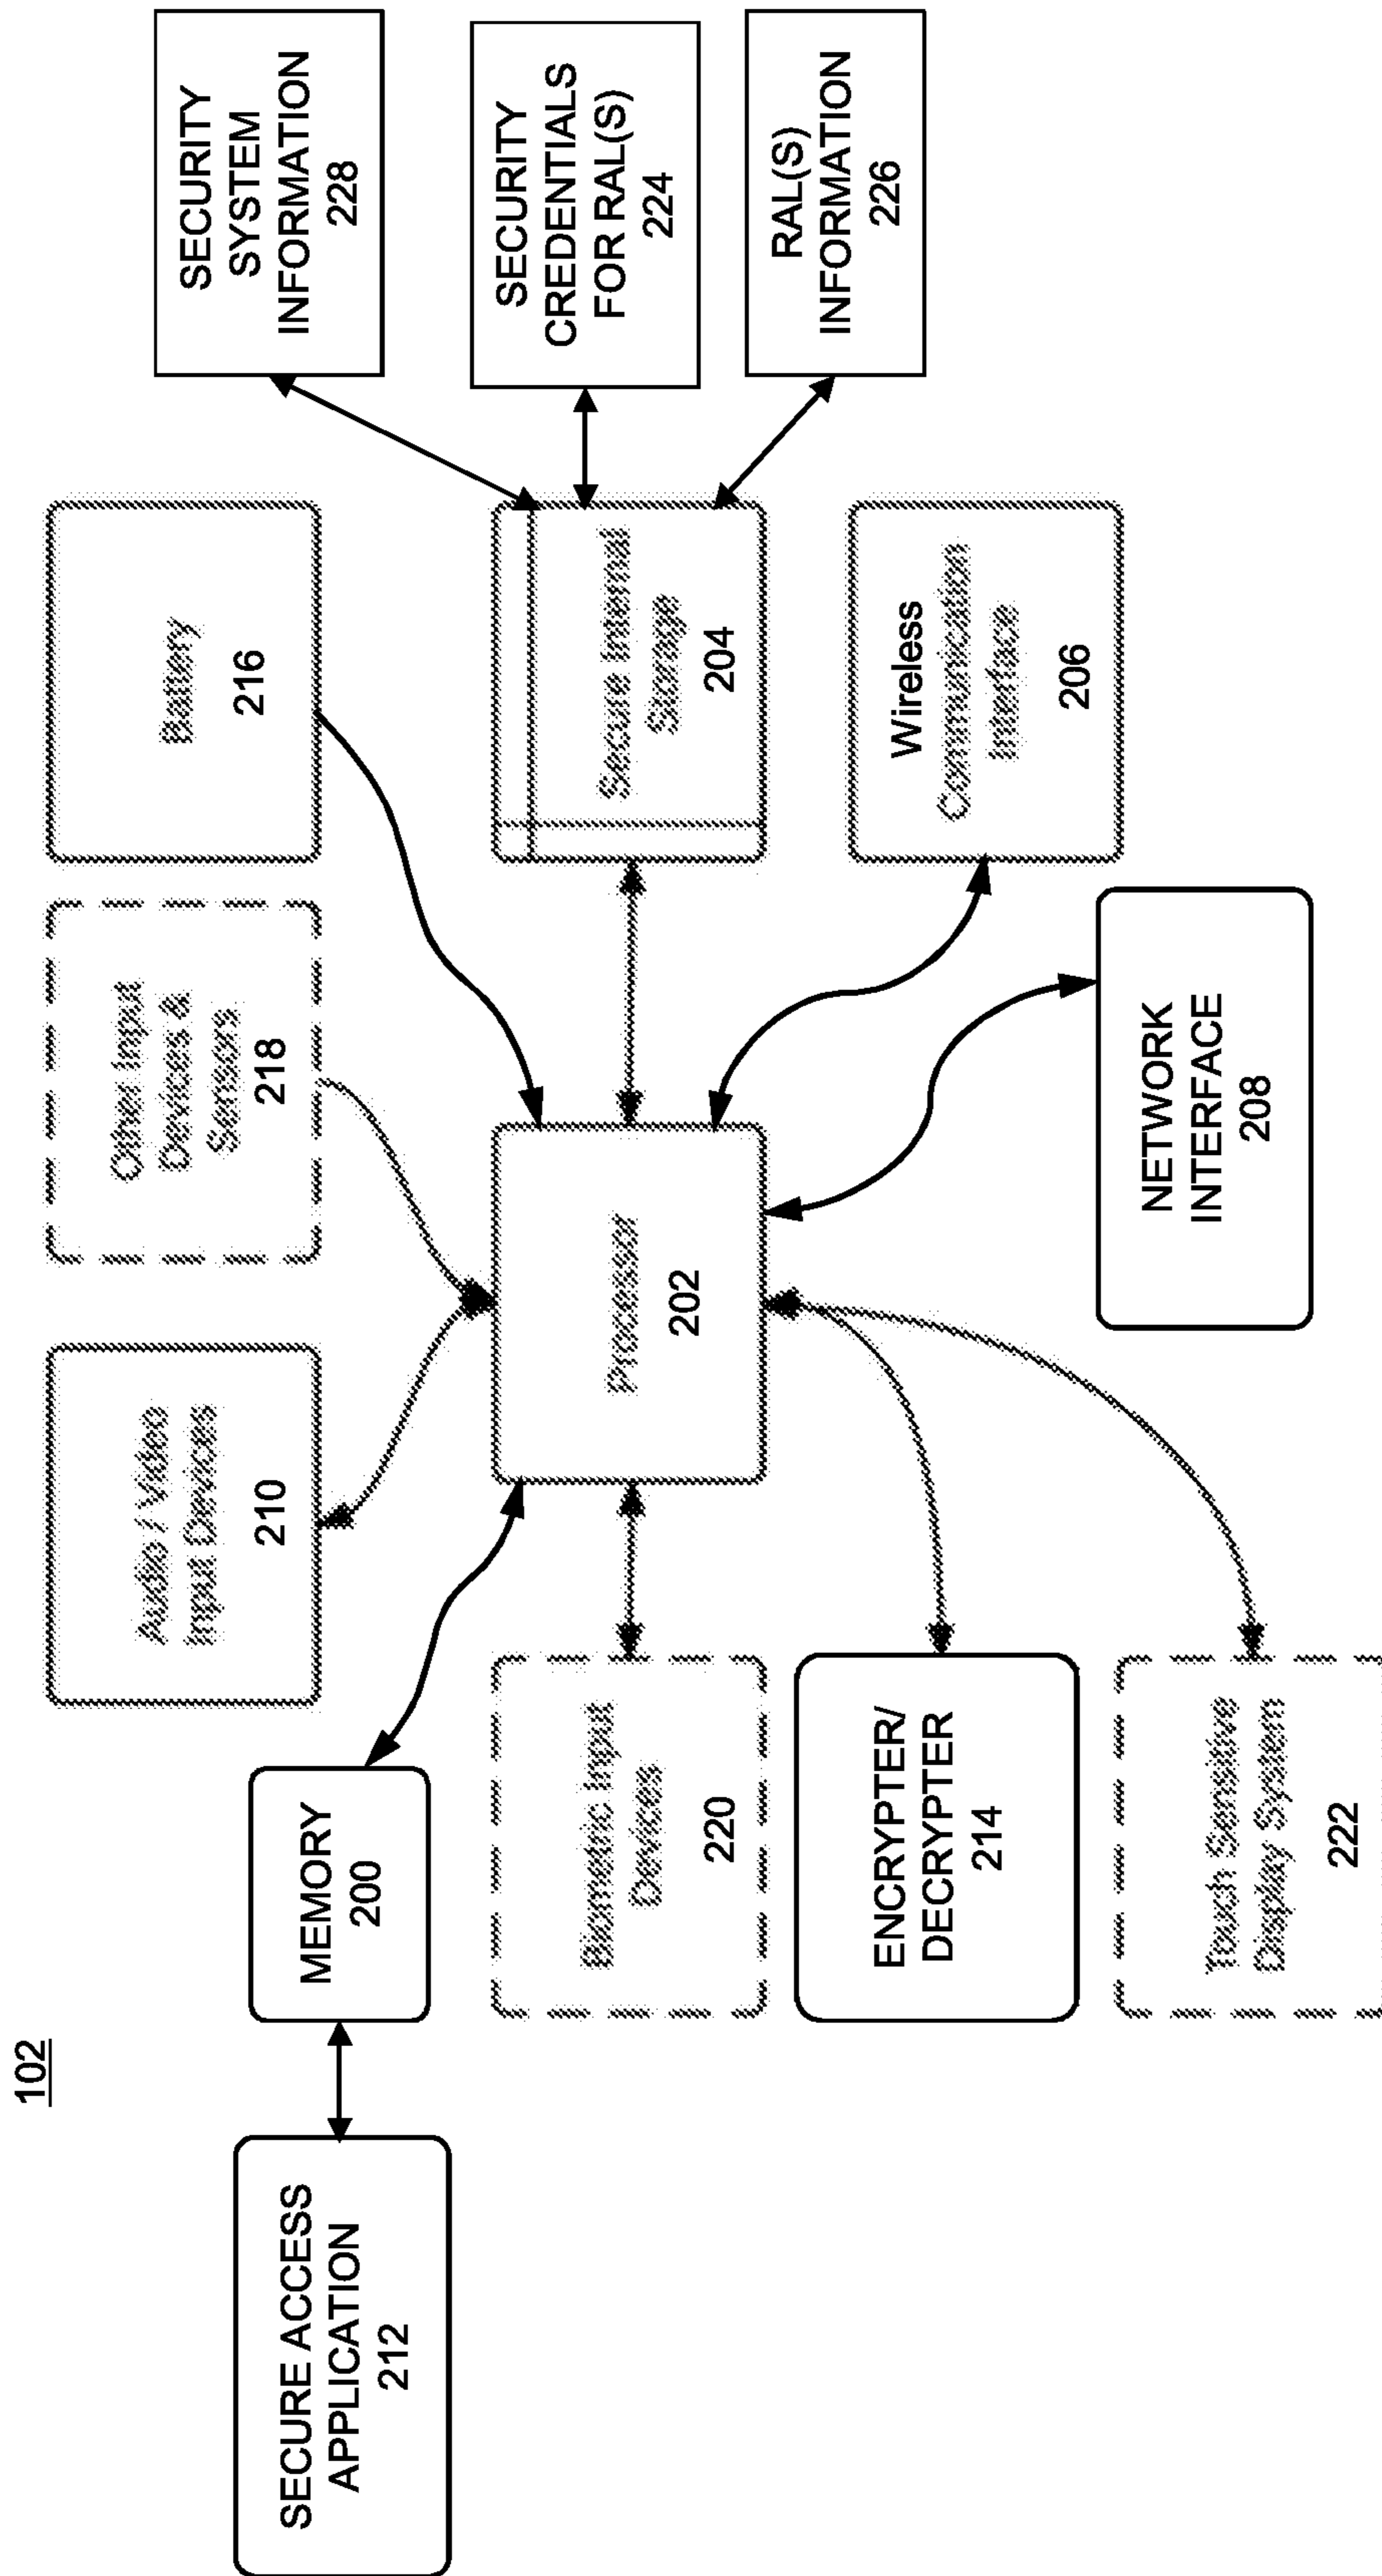 102
SECURE ACCESS
APPLICATION
212
MEMORY
200
Audio / Video
Input Devices
210
Other Input
Devices &
Sensors
218
Battery
216
Biometric Input
Devices
220
ENCRYPTER/
DECRYPTER
214
Touch Sensitive
Display System
222
Processor
202
NETWORK
INTERFACE
208
Secure Internal
Storage
204
Wireless
Communication
Interface
206
SECURITY
SYSTEM
INFORMATION
228
SECURITY
CREDENTIALS
FOR RAL(S)
224
RAL(S)
INFORMATION
226